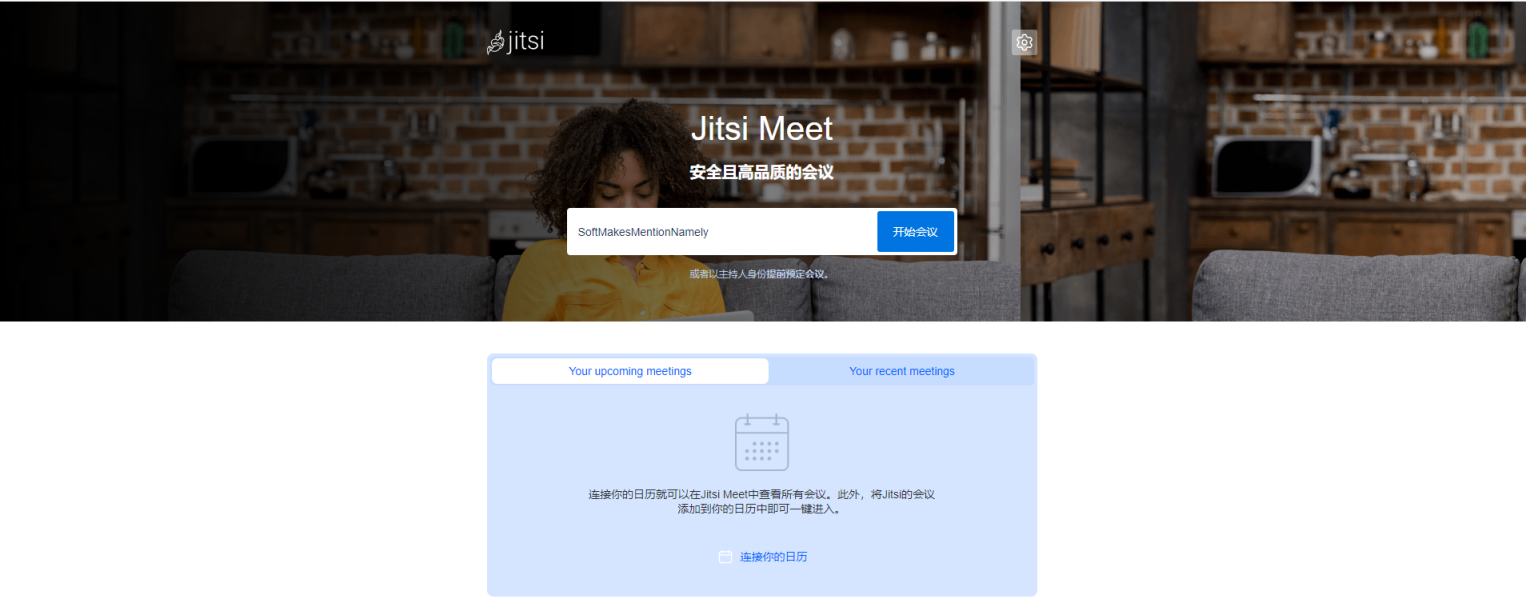 jitsi
Jitsi Meet
安全且高品质的会议
SoftMakesMentionNamely
开始会议
或者以主持人身份提前预定会议。
Your upcoming meetings
Your recent meetings
连接你的日历就可以在Jitsi Meet中查看所有会议。此外，将Jitsi的会议
添加到你的日历中即可一键进入。
连接你的日历